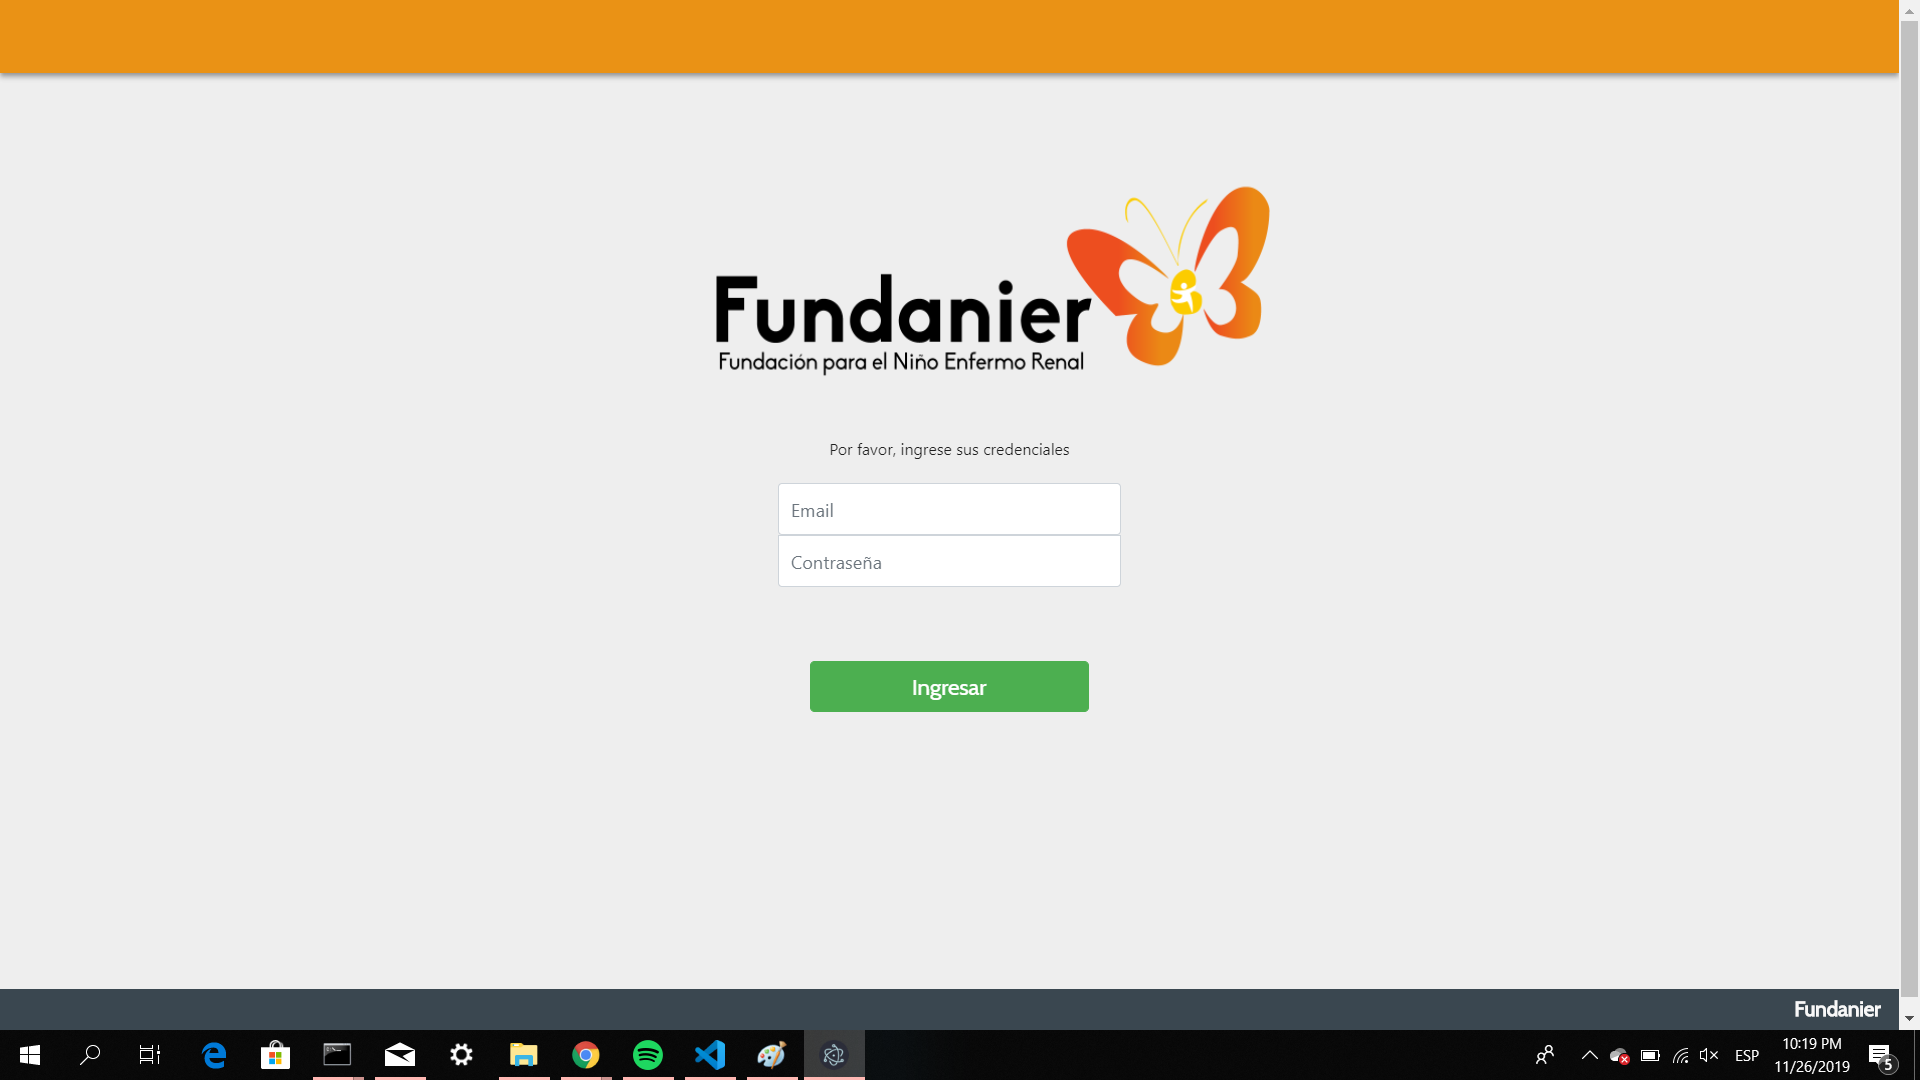 Fundanier
Fundación para el Niño Enfermo Renal
Por favor, ingrese sus credenciales
Email
Contraseña
Ingresar
Fundanier
ESP
10:19 PM
11/26/2019
5